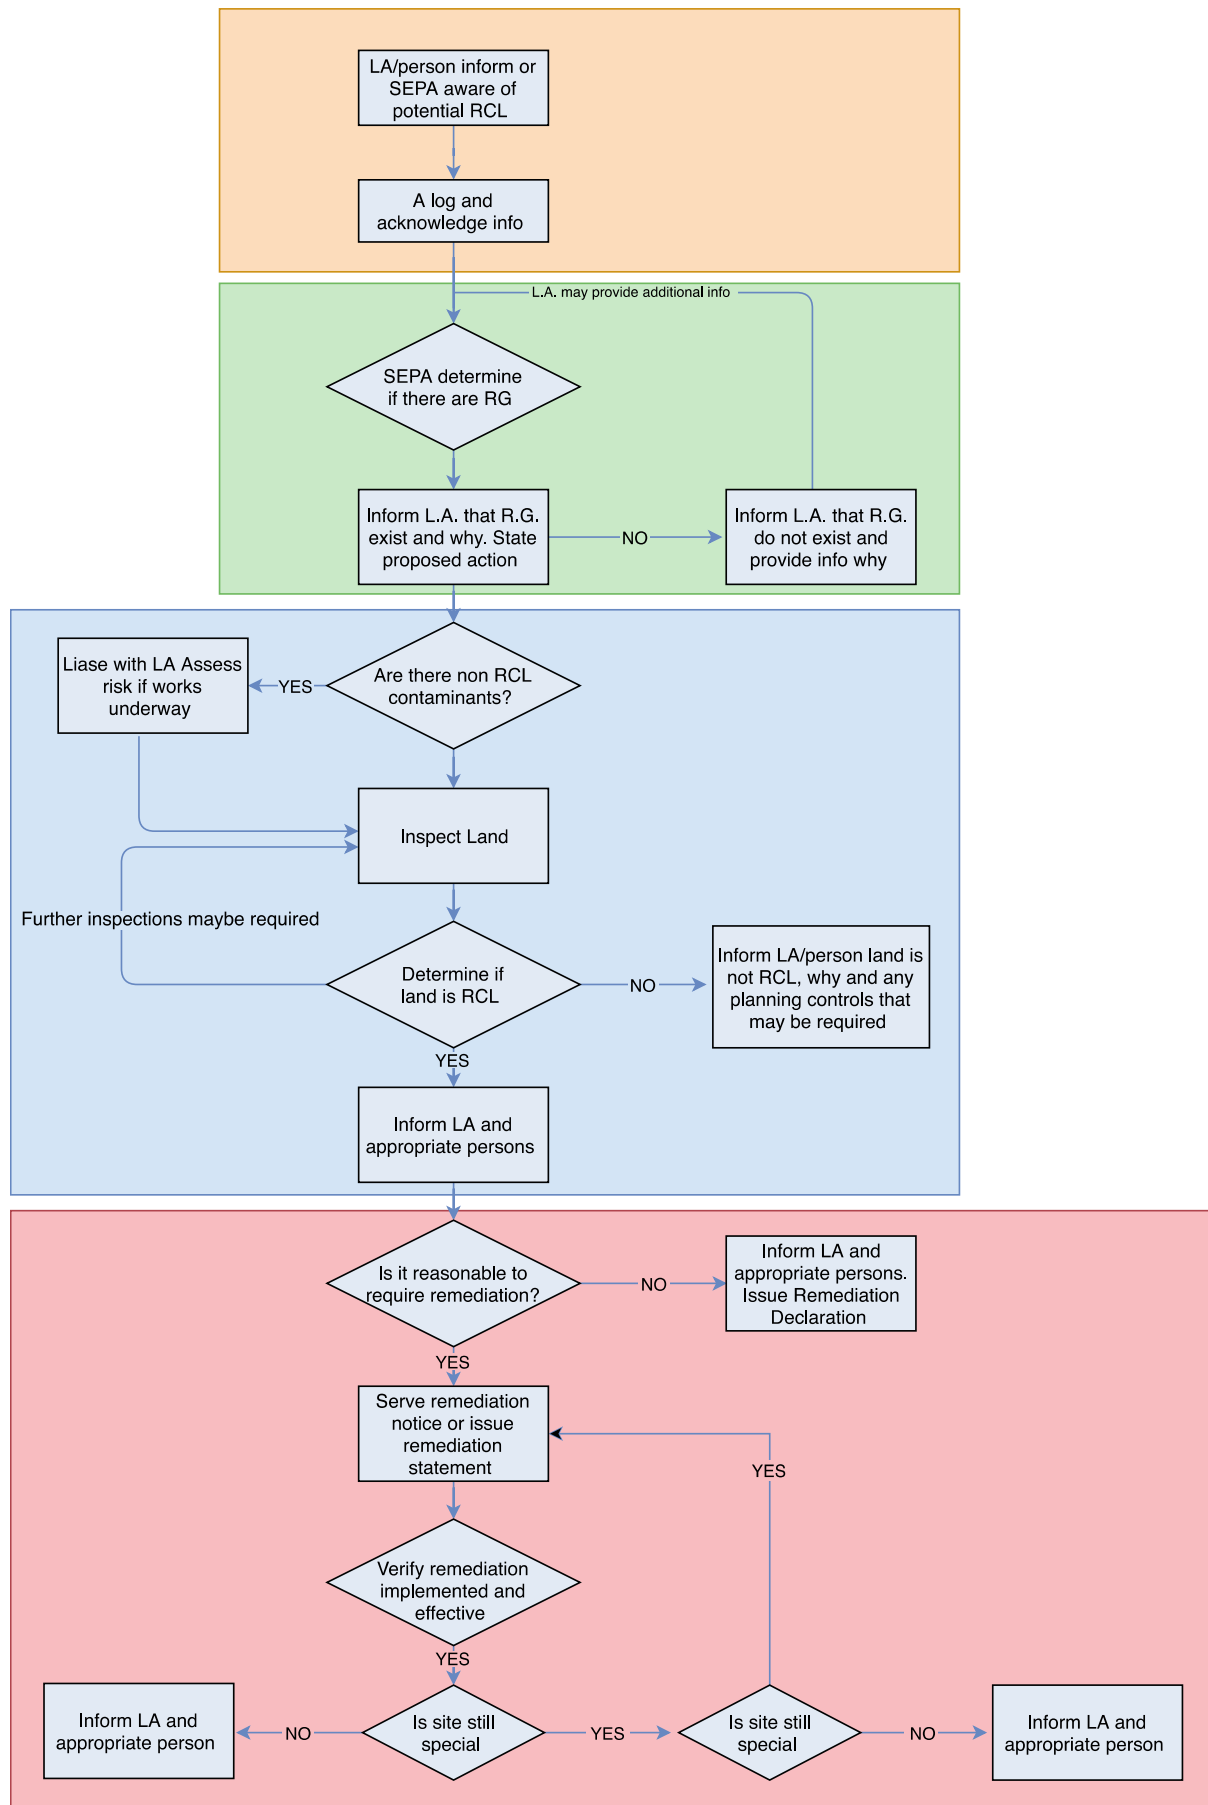 LA/person inform or
SEPA aware of
potential RCL
A log and
acknowledge info
L.A. may provide additional info
SEPA determine
if there are RG
Inform L.A. that R.G.
exist and why. State
proposed action
NO
Inform L.A. that R.G.
do not exist and
provide info why
Liase with LA Assess
risk if works
underway
YES
Are there non RCL
contaminants?
Inspect Land
Further inspections maybe required
Determine if
land is RCL
NO
Inform LA/person land is
not RCL, why and any
planning controls that
may be required
YES
Inform LA and
appropriate persons
Is it reasonable to
require remediation?
NO
Inform LA and
appropriate persons.
Issue Remediation
Declaration
YES
Serve remediation
notice or issue
remediation
statement
YES
Verify remediation
implemented and
effective
YES
Inform LA and
appropriate person
NO
Is site still
special
YES
Is site still
special
NO
Inform LA and
appropriate person